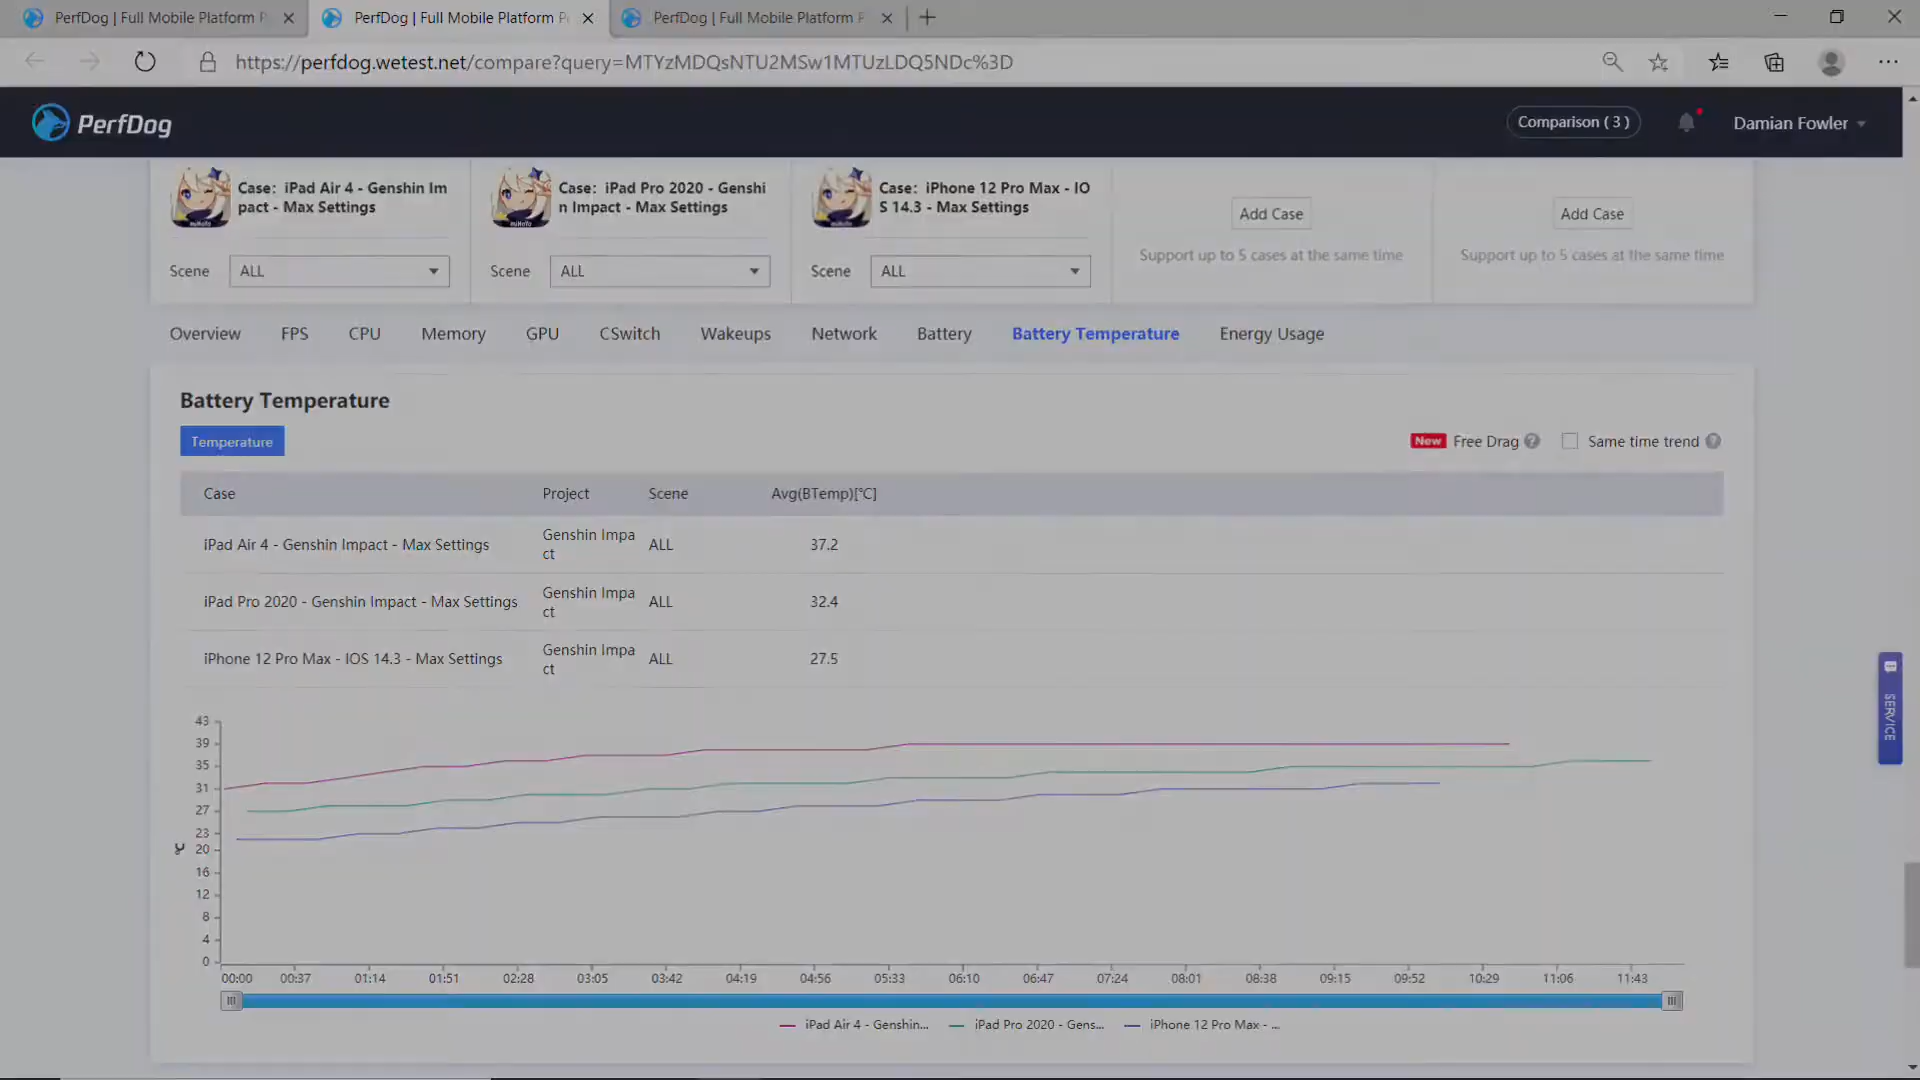 PerfDog | Full Mobile Platform P
PerfDog | Full Mobile Platform P
PerfDog | Full Mobile Platform P
https://perfdog.wetest.net/compare?query=MTYzMDQsNTU2MSw1MTUzLDQ5NDc%3D
PerfDog
Comparison ( 3 )
Damian Fowler
Case: iPad Air 4 - Genshin Im
pact - Max Settings
Case: iPad Pro 2020 - Genshi
n Impact - Max Settings
Case: iPhone 12 Pro Max - IO
S 14.3 - Max Settings
Add Case
Support up to 5 cases at the same time
Add Case
Support up to 5 cases at the same time
Scene ALL
Scene ALL
Scene ALL
Overview FPS CPU Memory GPU CSwitch Wakeups Network Battery Battery Temperature Energy Usage
Battery Temperature
Temperature
New Free Drag ? Same time trend ?
Case Project Scene Avg(BTemp)[℃]
iPad Air 4 - Genshin Impact - Max Settings Genshin Impa
ct ALL 37.2
iPad Pro 2020 - Genshin Impact - Max Settings Genshin Impa
ct ALL 32.4
iPhone 12 Pro Max - IOS 14.3 - Max Settings Genshin Impa
ct ALL 27.5
43
39
35
31
27
23
℃ 20
16
12
8
4
0
00:00 00:37 01:14 01:51 02:28 03:05 03:42 04:19 04:56 05:33 06:10 06:47 07:24 08:01 08:38 09:15 09:52 10:29 11:06 11:43
iPad Air 4 - Genshin... iPad Pro 2020 - Gens... iPhone 12 Pro Max - ...
SERVICE